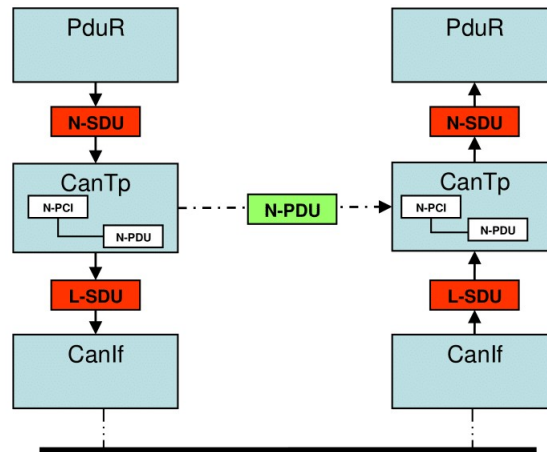 PduR
PduR
N-SDU
N-SDU
CanTp
CanTp
N-PCI
N-PDU
N-PDU
N-PCI
N-PDU
L-SDU
L-SDU
CanIf
CanIf